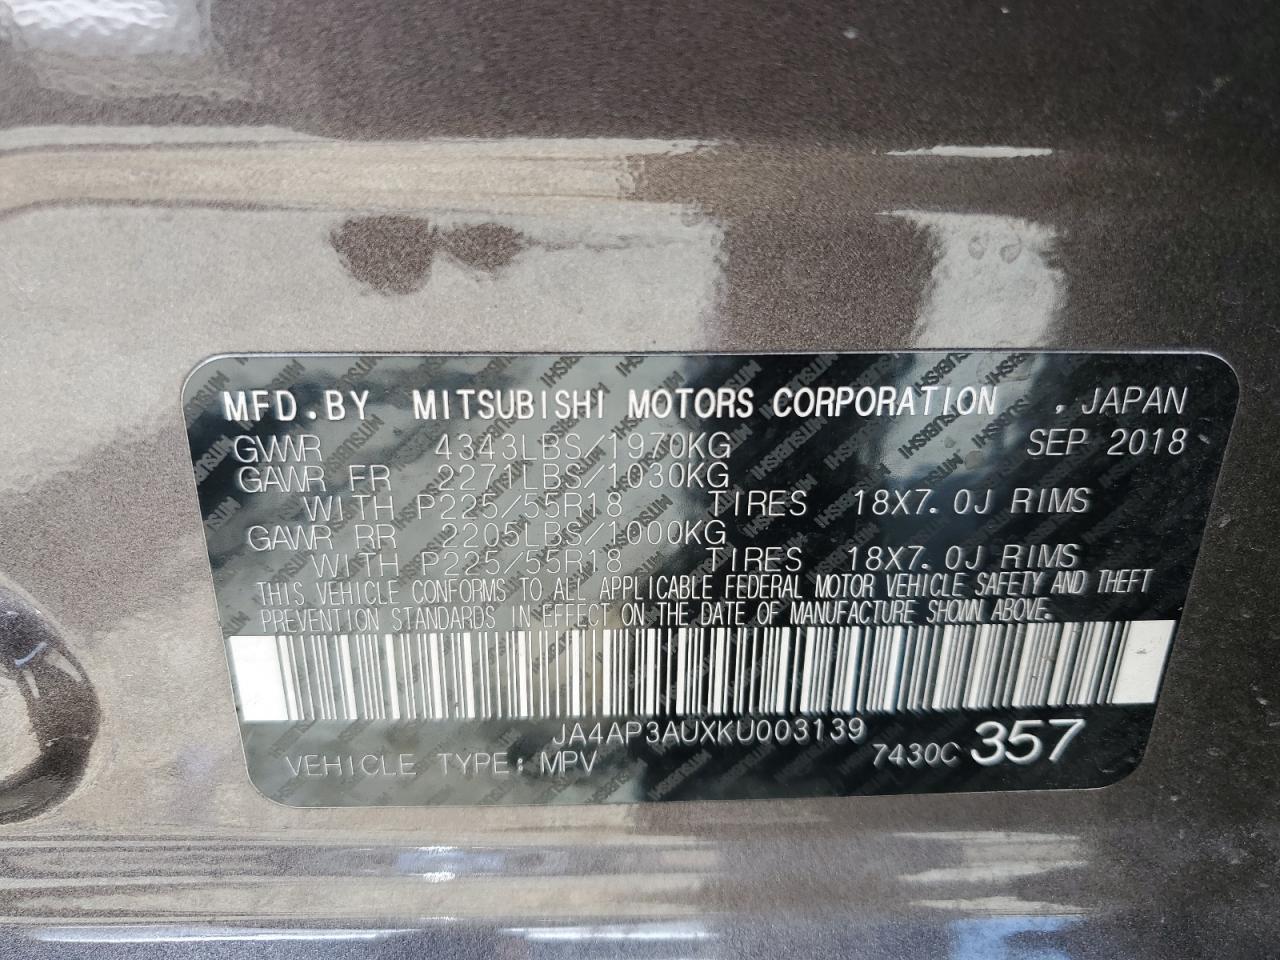 MFD.BY MITSUBISHI MOTORS CORPORATION , JAPAN
GVWR 4343LBS/1970KG SEP 2018
GAWR FR 2271LBS/1030KG
WITH P225/55R18 TIRES 18X7.0J RIMS
GAWR RR 2205LBS/1000KG
WITH P225/55R18 TIRES 18X7.0J RIMS
THIS VEHICLE CONFORMS TO ALL APPLICABLE FEDERAL MOTOR VEHICLE SAFETY AND THEFT
PREVENTION STANDARDS IN EFFECT ON THE DATE OF MANUFACTURE SHOWN ABOVE.
JA4AP3AUXKU003139
VEHICLE TYPE: MPV 7430C 357